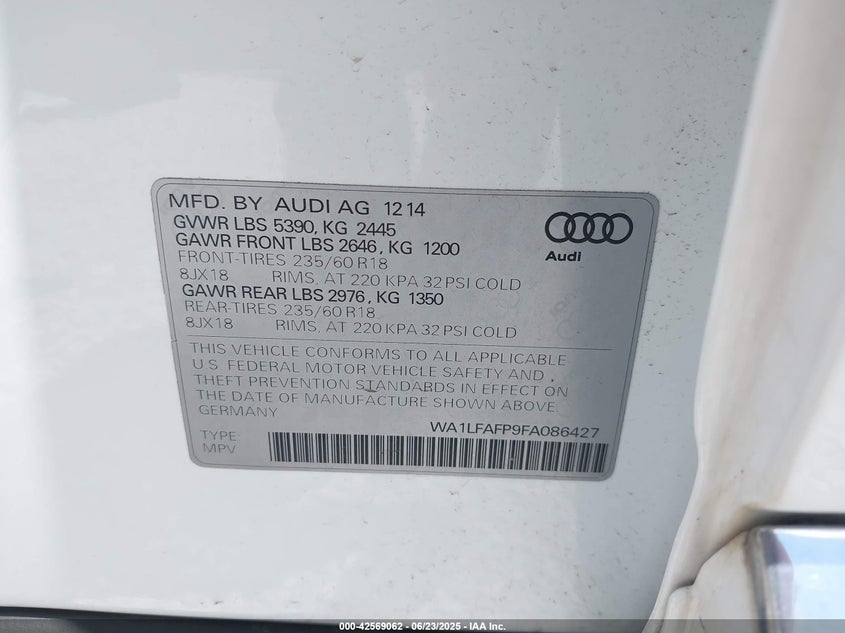 MFD. BY AUDI AG 12 14
GVWR LBS 5390, KG 2445
GAWR FRONT LBS 2646, KG 1200
FRONT-TIRES 235/60 R18
8JX18 RIMS, AT 220 KPA 32 PSI COLD
GAWR REAR LBS 2976, KG 1350
REAR-TIRES 235/60 R18
8JX18 RIMS, AT 220 KPA 32 PSI COLD
Audi
THIS VEHICLE CONFORMS TO ALL APPLICABLE
U.S. FEDERAL MOTOR VEHICLE SAFETY AND
THEFT PREVENTION STANDARDS IN EFFECT ON
THE DATE OF MANUFACTURE SHOWN ABOVE.
GERMANY
WA1LFAFP9FA086427
TYPE
MPV
000-42569062 - 06/23/2025 - IAA Inc.